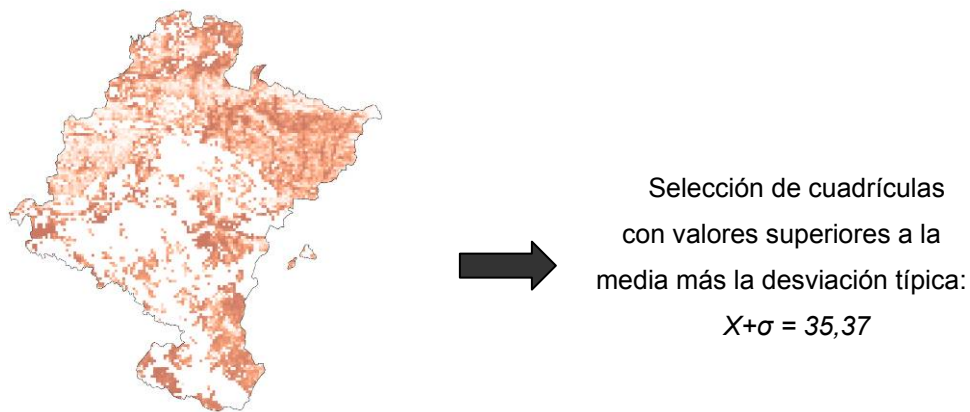 Selección de cuadrículas
con valores superiores a la
media más la desviación típica:
X+σ = 35,37